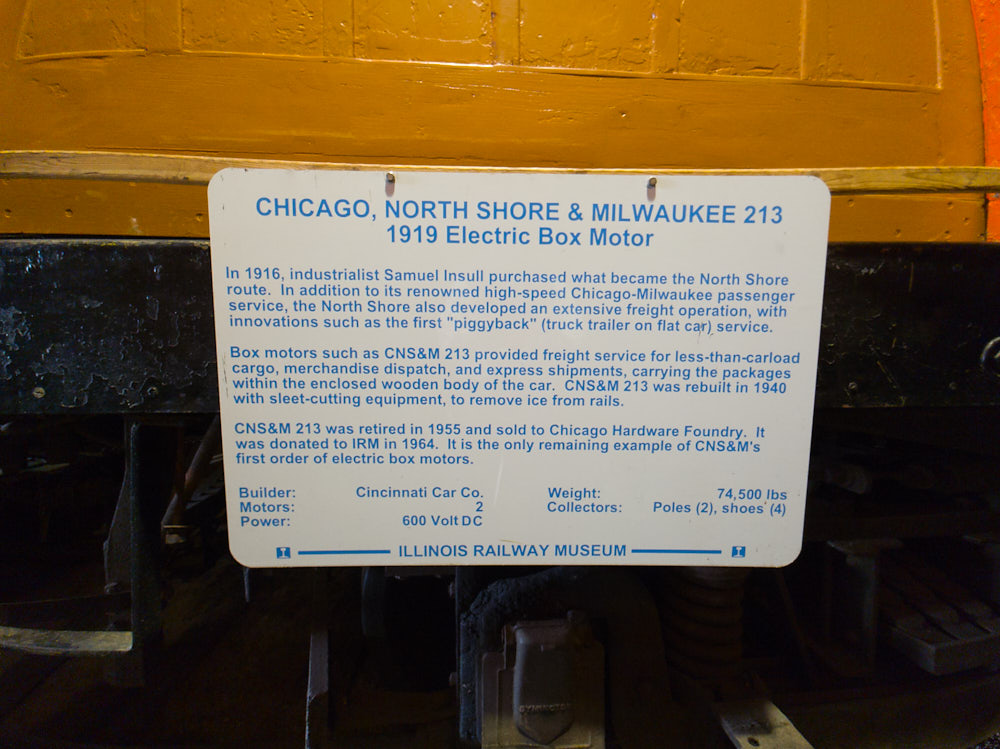 CHICAGO, NORTH SHORE & MILWAUKEE 213
1919 Electric Box Motor
In 1916, industrialist Samuel Insull purchased what became the North Shore
route. In addition to its renowned high-speed Chicago-Milwaukee passenger
service, the North Shore also developed an extensive freight operation, with
innovations such as the first "piggyback" (truck trailer on flat car) service.
Box motors such as CNS&M 213 provided freight service for less-than-carload
cargo, merchandise dispatch, and express shipments, carrying the packages
within the enclosed wooden body of the car. CNS&M 213 was rebuilt in 1940
with sleet-cutting equipment, to remove ice from rails.
CNS&M 213 was retired in 1955 and sold to Chicago Hardware Foundry. It
was donated to IRM in 1964. It is the only remaining example of CNS&M's
first order of electric box motors.
Builder: Cincinnati Car Co. Weight: 74,500 lbs
Motors: 2 Collectors: Poles (2), shoes (4)
Power: 600 Volt DC
ILLINOIS RAILWAY MUSEUM